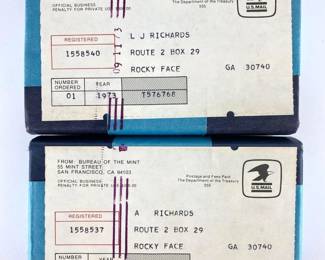 OFFICIAL BUSINESS
PENALTY FOR PRIVATE USE
The Department of the Treasury
U.S.MAIL
REGISTERED
1558540
L J RICHARDS
ROUTE 2 BOX 29
ROCKY FACE GA 30740
NUMBER ORDERED YEAR
01 1973 T576768
FROM: BUREAU OF THE MINT
55 MINT STREET
SAN FRANCISCO, CA 94103
OFFICIAL BUSINESS
PENALTY FOR PRIVATE USE
Postage and Fees Paid
The Department of the Treasury
U.S.MAIL
REGISTERED
1558537
A RICHARDS
ROUTE 2 BOX 29
ROCKY FACE GA 30740
NUMBER YEAR